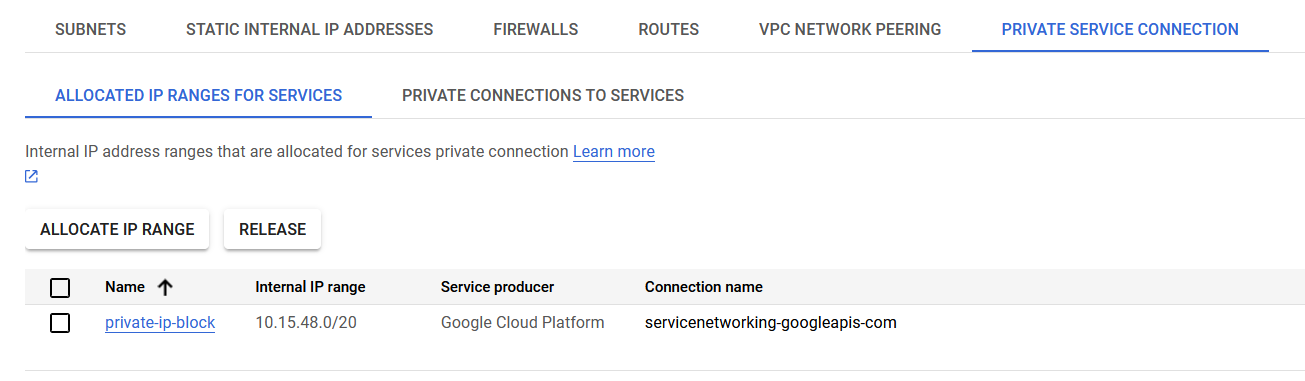 SUBNETS STATIC INTERNAL IP ADDRESSES FIREWALLS ROUTES VPC NETWORK PEERING PRIVATE SERVICE CONNECTION
ALLOCATED IP RANGES FOR SERVICES PRIVATE CONNECTIONS TO SERVICES
Internal IP address ranges that are allocated for services private connection Learn more
ALLOCATE IP RANGE RELEASE
Name Internal IP range Service producer Connection name
private-ip-block 10.15.48.0/20 Google Cloud Platform servicenetworking-googleapis-com